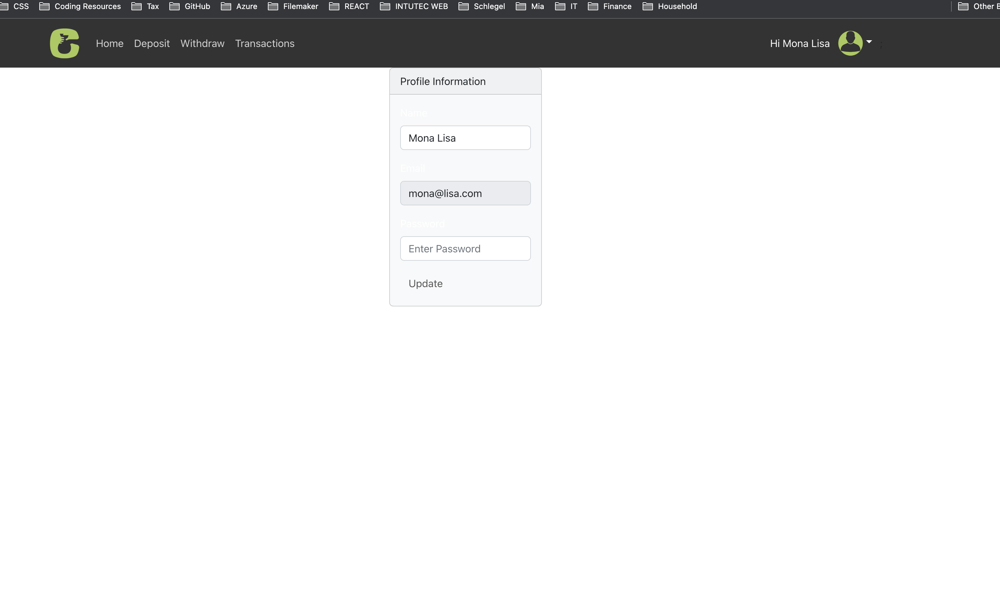 CSS Coding Resources Tax GitHub Azure Filemaker REACT INTUTEC WEB Schlegel Mia IT Finance Household Other
Home Deposit Withdraw Transactions Hi Mona Lisa ;
Profile Information
Name
Mona Lisa
Email
mona@lisa.com
Password
Enter Password
Update